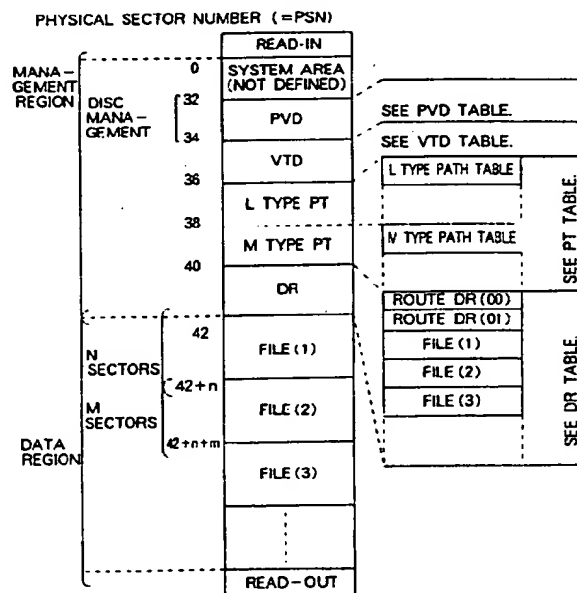 PHYSICAL SECTOR NUMBER (=PSN)
READ-IN
MANA-
GEMENT
REGION
0
SYSTEM AREA
(NOT DEFINED)
DISC
MANA-
GEMENT
32
PVD
SEE PVD TABLE.
34
VTD
SEE VTD TABLE.
36
L TYPE PT
L TYPE PATH TABLE
38
M TYPE PT
M TYPE PATH TABLE
SEE PT TABLE.
40
DR
ROUTE DR(00)
ROUTE DR(01)
FILE(1)
FILE(2)
FILE(3)
SEE DR TABLE.
42
N
SECTORS
FILE(1)
42+n
M
SECTORS
FILE(2)
42+n+m
DATA
REGION
FILE(3)
READ-OUT